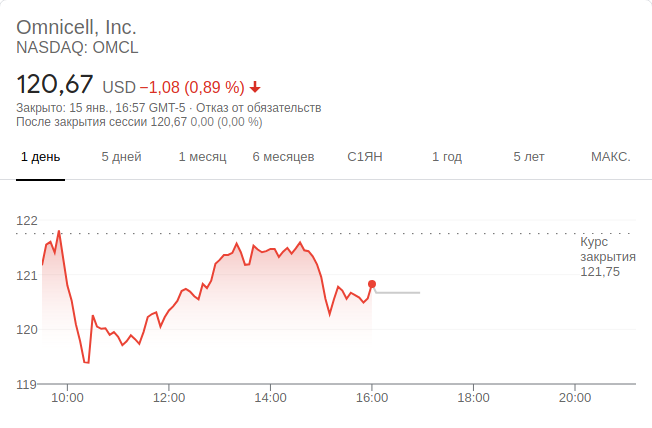 Omnicell, Inc.
NASDAQ: OMCL
120,67 USD −1,08 (0,89 %)
Закрыто: 15 янв., 16:57 GMT-5 · Отказ от обязательств
После закрытия сессии 120,67 0,00 (0,00 %)
1 день 5 дней 1 месяц 6 месяцев С1ЯН 1 год 5 лет МАКС.
122
Курс
закрытия
121,75
121
120
119
10:00 12:00 14:00 16:00 18:00 20:00